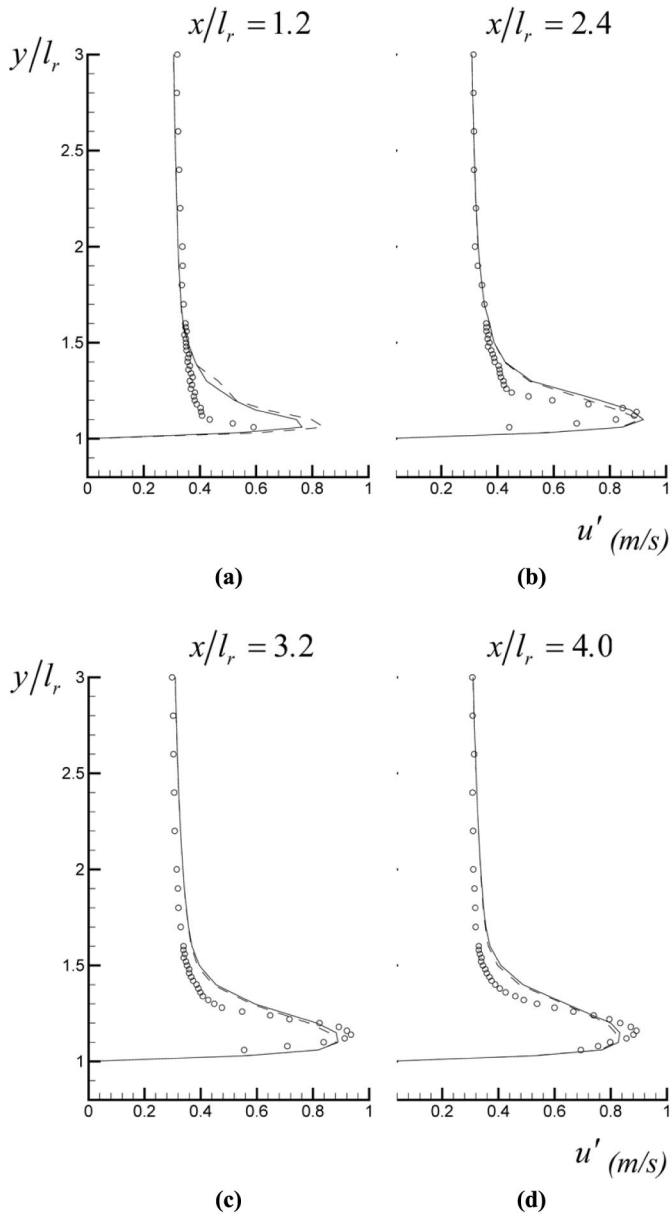 x/l_r = 1.2
x/l_r = 2.4
y/l_r
3
2.5
2
1.5
1
0 0.2 0.4 0.6 0.8 1
0.2 0.4 0.6 0.8 1
u' (m/s)
(a)
(b)
x/l_r = 3.2
x/l_r = 4.0
y/l_r
3
2.5
2
1.5
1
0 0.2 0.4 0.6 0.8 1
0.2 0.4 0.6 0.8 1
u' (m/s)
(c)
(d)